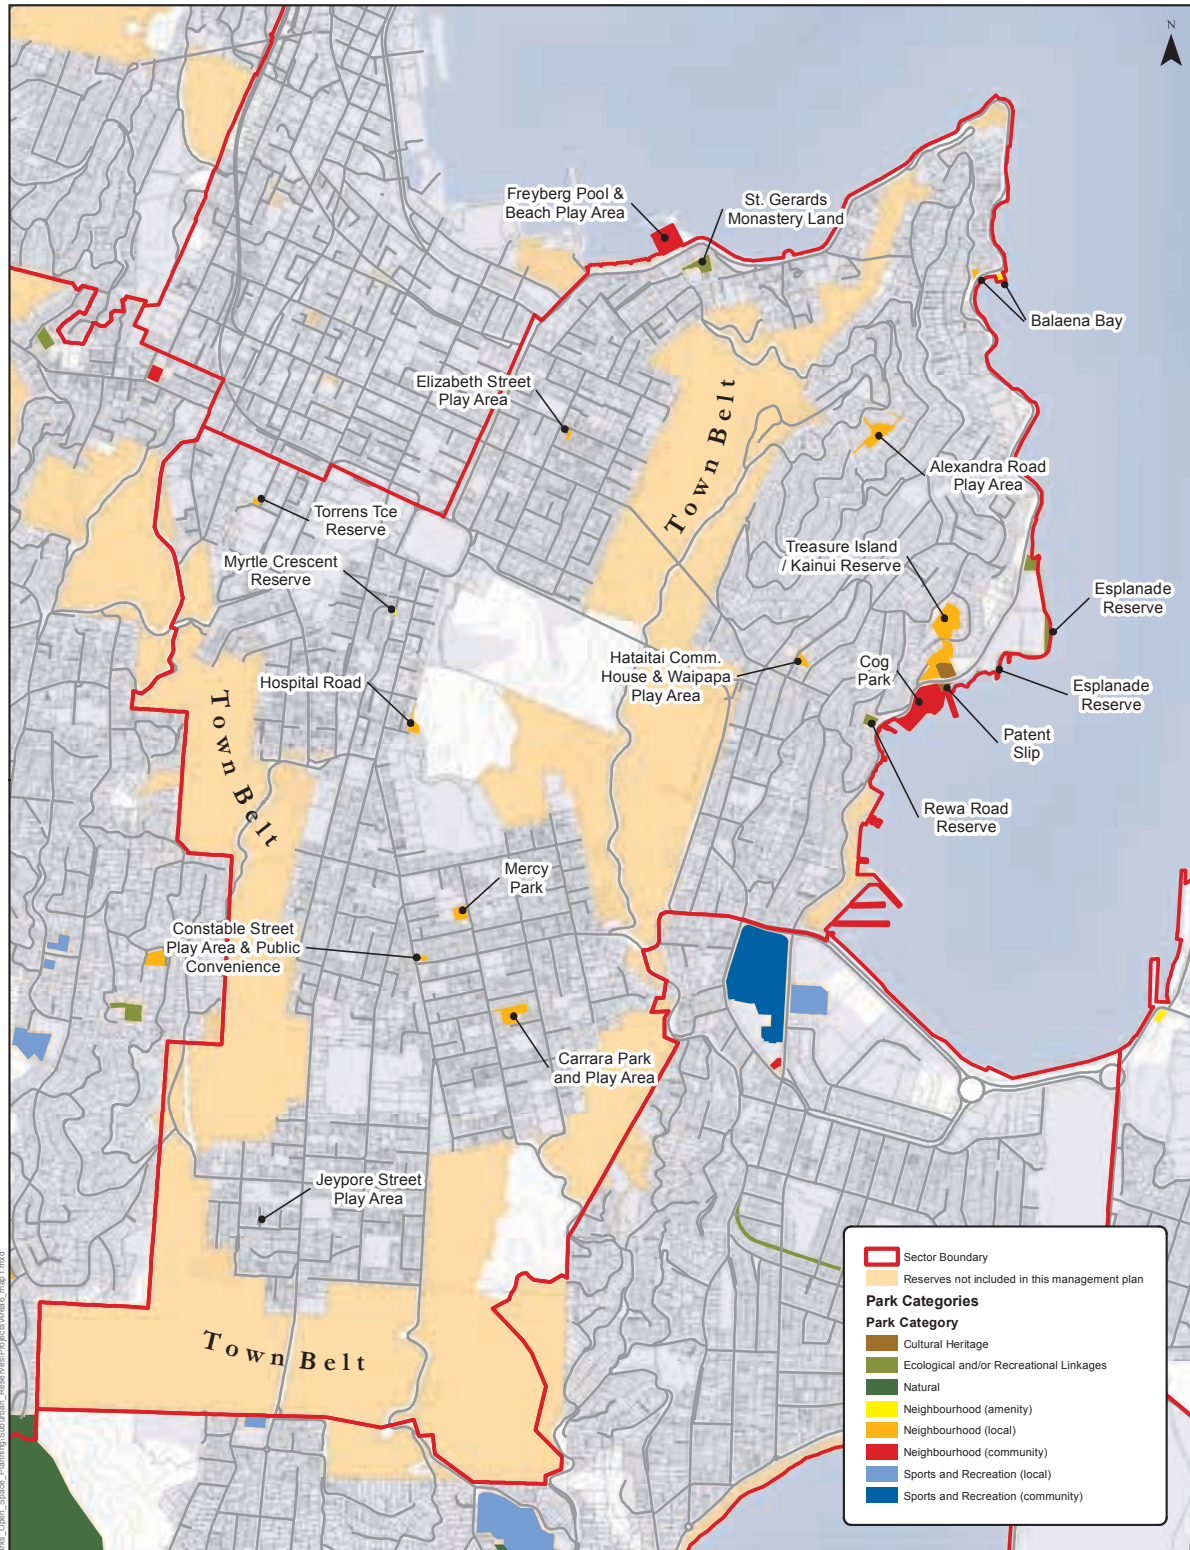 N
Freyberg Pool &
Beach Play Area
St. Gerards
Monastery Land
Balaena Bay
Elizabeth Street
Play Area
Town Belt
Alexandra Road
Play Area
Torrens Tce
Reserve
Treasure Island
/ Kainui Reserve
Myrtle Crescent
Reserve
Esplanade
Reserve
Hataitai Comm.
House & Waipapa
Play Area
Cog
Park
Hospital Road
Esplanade
Reserve
Town Belt
Patent
Slip
Rewa Road
Reserve
Mercy
Park
Constable Street
Play Area & Public
Convenience
Carrara Park
and Play Area
Jeypore Street
Play Area
Town Belt
Sector Boundary
Reserves not included in this management plan
Park Categories
Park Category
Cultural Heritage
Ecological and/or Recreational Linkages
Natural
Neighbourhood (amenity)
Neighbourhood (local)
Neighbourhood (community)
Sports and Recreation (local)
Sports and Recreation (community)